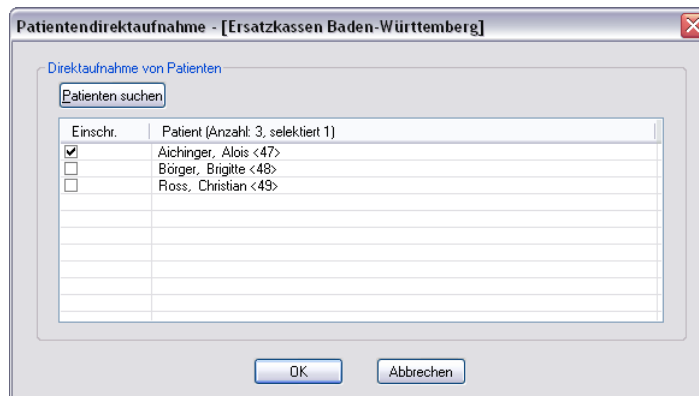 Patientendirektaufnahme - [Ersatzkassen Baden-Württemberg]
Direktaufnahme von Patienten
Patienten suchen
Einschr. Patient (Anzahl: 3, selektiert 1)
Aichinger, Alois <47>
Börger, Brigitte <48>
Ross, Christian <49>
OK Abbrechen